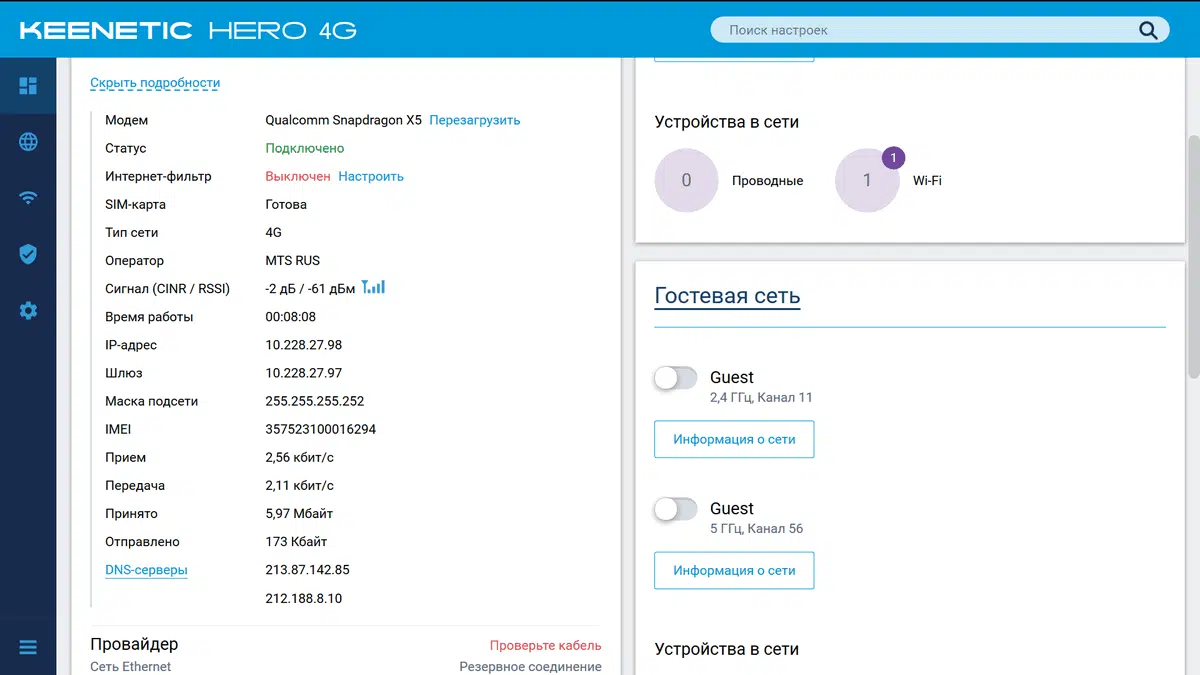 KEENETIC HERO 4G
Поиск настроек
Скрыть подробности
Модем Qualcomm Snapdragon X5 Перезагрузить
Статус Подключено
Интернет-фильтр Выключен Настроить
SIM-карта Готова
Тип сети 4G
Оператор MTS RUS
Сигнал (CINR / RSSI) -2 дБ / -61 дБм
Время работы 00:08:08
IP-адрес 10.228.27.98
Шлюз 10.228.27.97
Маска подсети 255.255.255.252
IMEI 357523100016294
Прием 2,56 кбит/с
Передача 2,11 кбит/с
Принято 5,97 Мбайт
Отправлено 173 Кбайт
DNS-серверы 213.87.142.85
212.188.8.10
Провайдер Проверьте кабель
Сеть Ethernet Резервное соединение
Устройства в сети
0 Проводные 1 1 Wi-Fi
Гостевая сеть
Guest
2,4 ГГц, Канал 11
Информация о сети
Guest
5 ГГц, Канал 56
Информация о сети
Устройства в сети